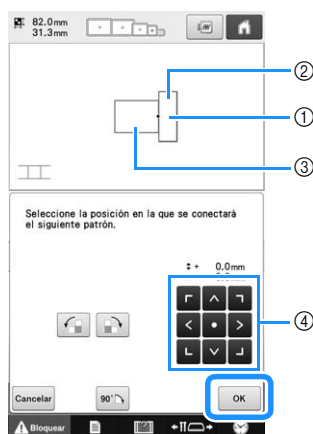 82.0mm
31.3mm
②
①
③
Seleccione la posición en la que se conectará
el siguiente patrón.
0.0mm
④
Cancelar
90°
OK
Bloquear